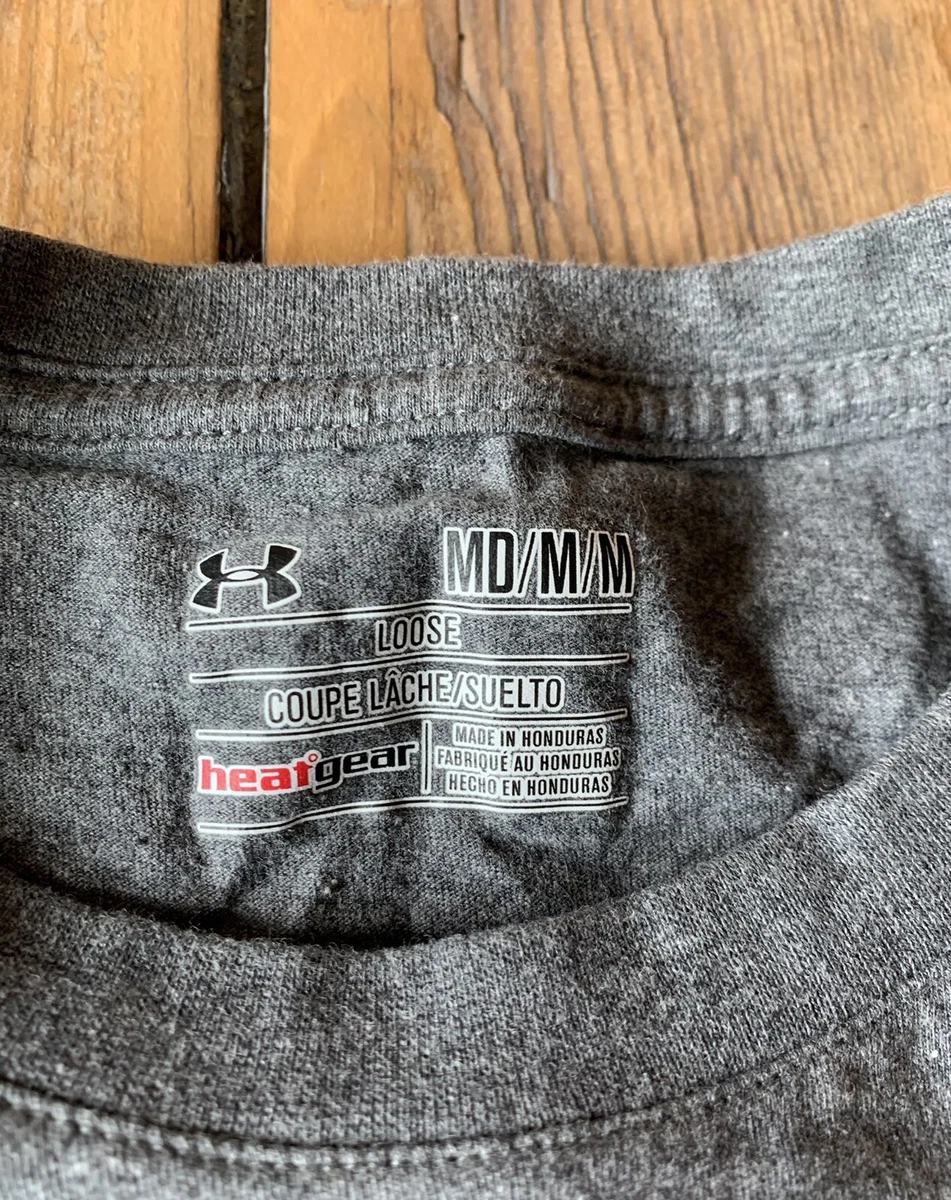 MD/M/M
LOOSE
COUPE LÂCHE/SUELTO
heatgear
MADE IN HONDURAS
FABRIQUÉ AU HONDURAS
HECHO EN HONDURAS